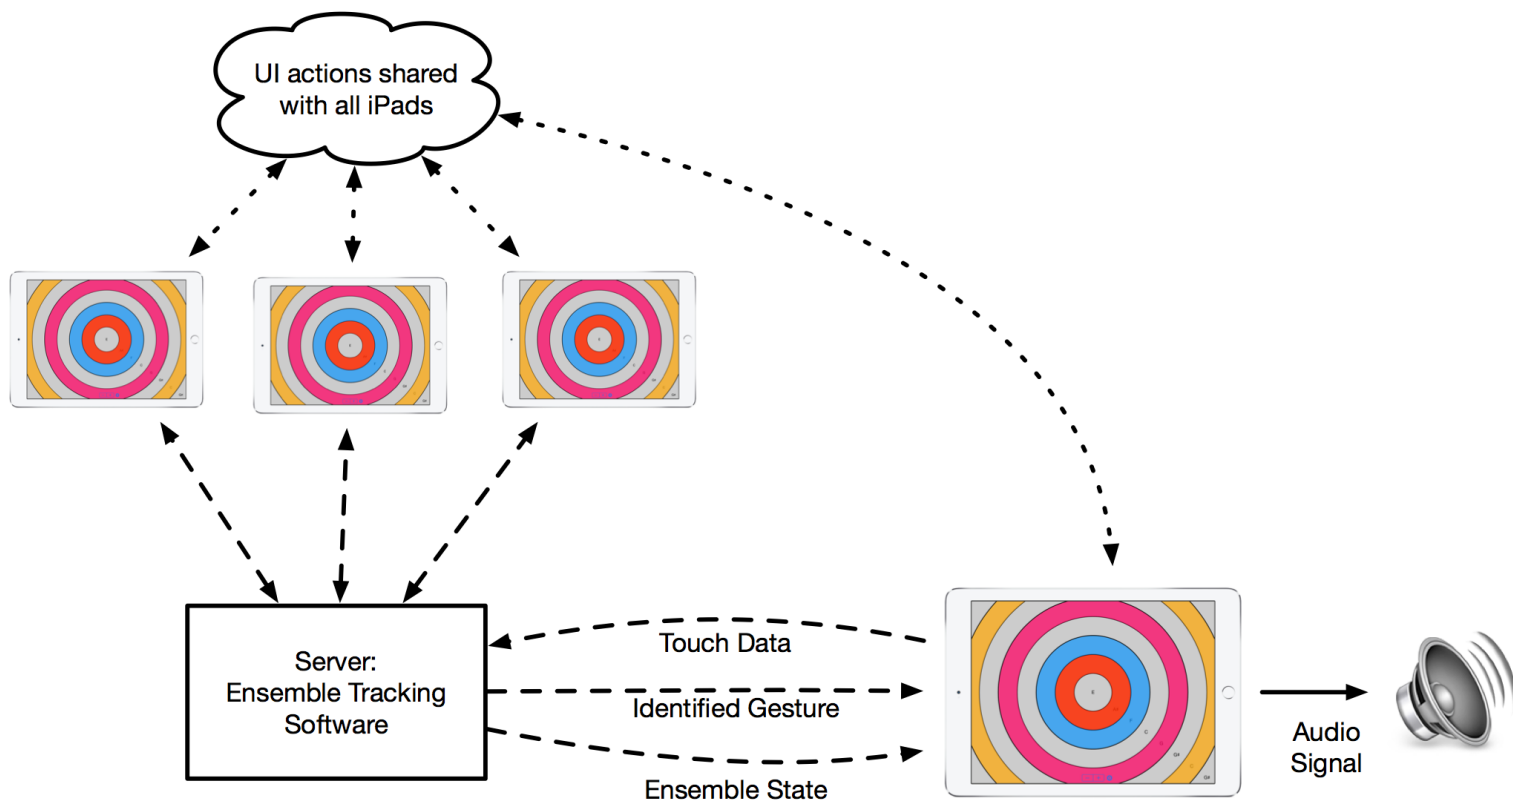 UI actions shared
with all iPads
Server:
Ensemble Tracking
Software
Touch Data
Identified Gesture
Ensemble State
Audio
Signal